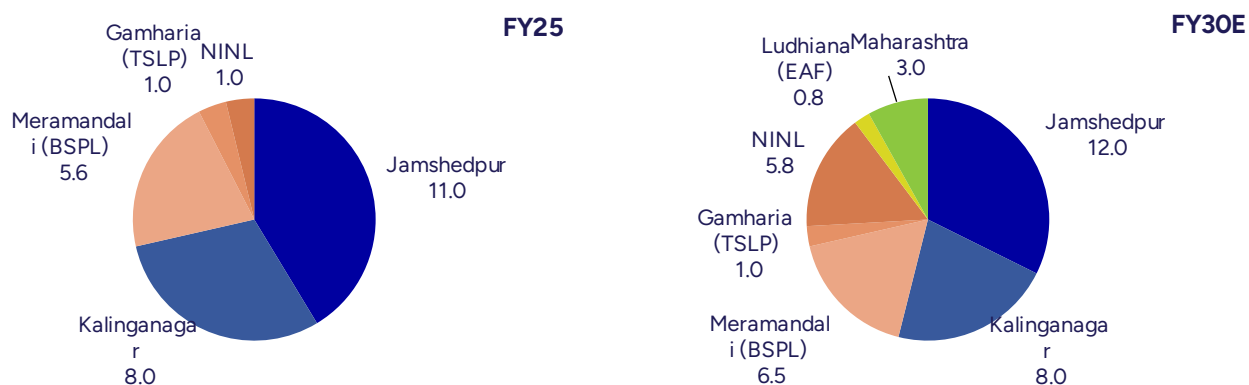 FY25
Gamharia
(TSLP)
1.0
NINL
1.0
Meramandal
i (BSPL)
5.6
Jamshedpur
11.0
Kalinganaga
r
8.0
FY30E
Ludhiana
(EAF)
0.8
Maharashtra
3.0
Jamshedpur
12.0
NINL
5.8
Gamharia
(TSLP)
1.0
Meramandal
i (BSPL)
6.5
Kalinganaga
r
8.0